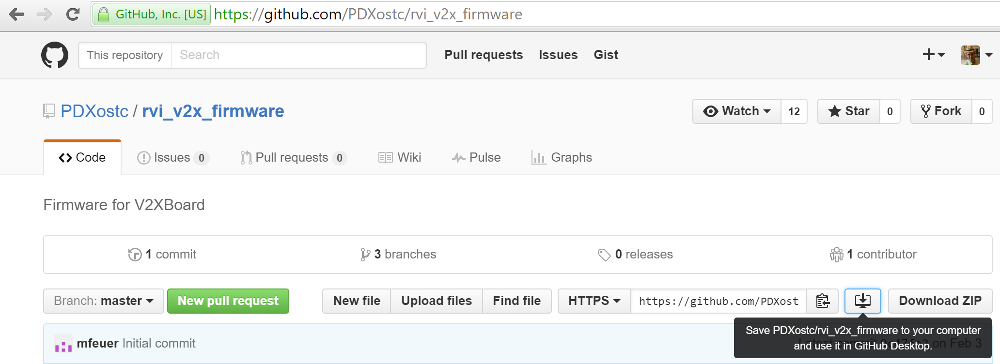 GitHub, Inc. [US] https://github.com/PDXostc/rvi_v2x_firmware
This repository Search Pull requests Issues Gist
PDXostc / rvi_v2x_firmware Watch 12 Star 0 Fork 0
Code Issues 0 Pull requests 0 Wiki Pulse Graphs
Firmware for V2XBoard
1 commit 3 branches 0 releases 1 contributor
Branch: master New pull request New file Upload files Find file HTTPS https://github.com/PDXost Download ZIP
Save PDXostc/rvi_v2x_firmware to your computer
and use it in GitHub Desktop.
mfeuer Initial commit Latest commit on Feb 3